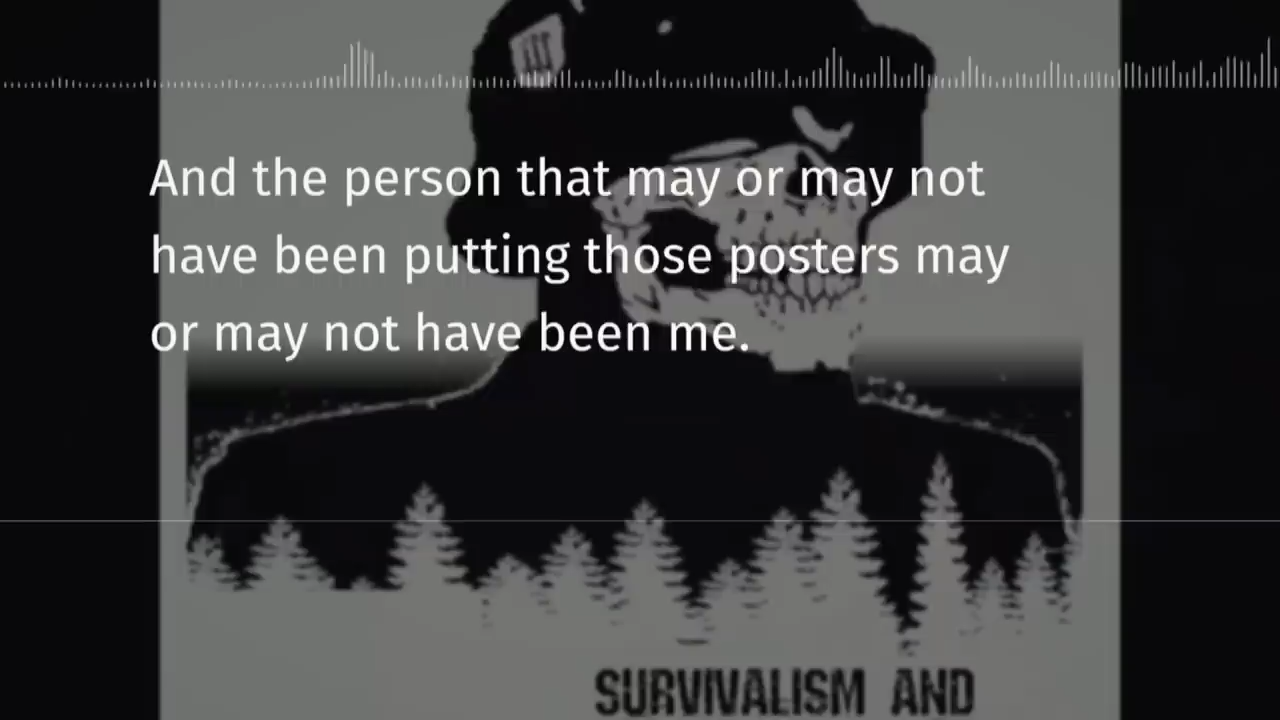 And the person that may or may not
have been putting those posters may
or may not have been me.
SURVIVALISM AND